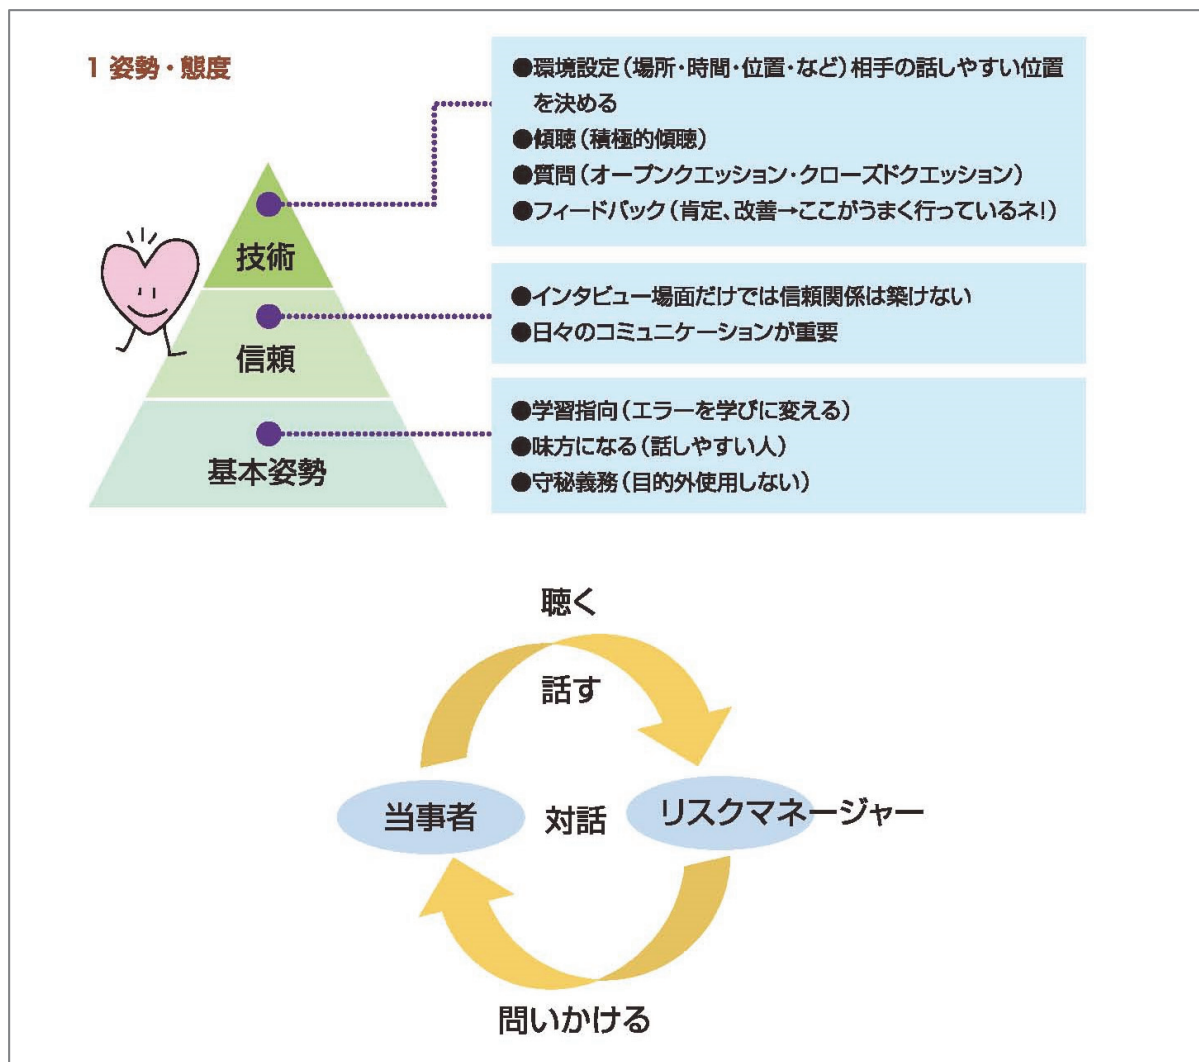 1 姿勢・態度
●環境設定(場所・時間・位置・など)相手の話しやすい位置
を決める
●傾聴(積極的傾聴)
●質問(オープンクエッション・クローズドクエッション)
●フィードバック(肯定、改善→ここがうまく行っているネ!)
技術
●インタビュー場面だけでは信頼関係は築けない
●日々のコミュニケーションが重要
信頼
●学習指向(エラーを学びに変える)
●味方になる(話しやすい人)
●守秘義務(目的外使用しない)
基本姿勢
聴く
話す
当事者
対話
リスクマネージャー
問いかける